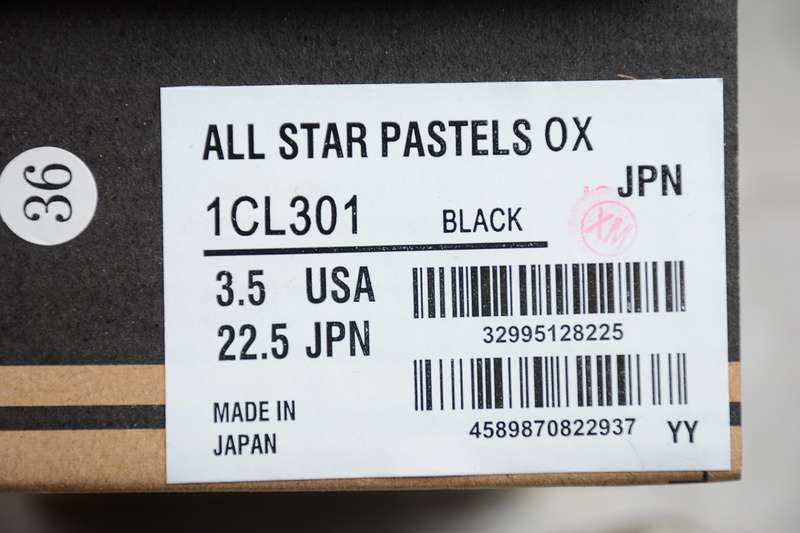 36
ALL STAR PASTELS OX
JPN
1CL301 BLACK
XM
3.5 USA
22.5 JPN
32995128225
4589870822937
MADE IN
JAPAN
YY